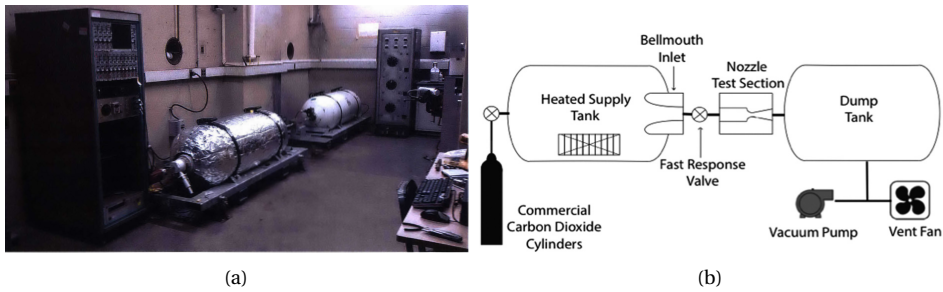 Bellmouth
Inlet
Nozzle
Test Section
Heated Supply
Tank
Dump
Tank
Fast Response
Valve
Commercial
Carbon Dioxide
Cylinders
Vacuum Pump
Vent Fan
(a)
(b)